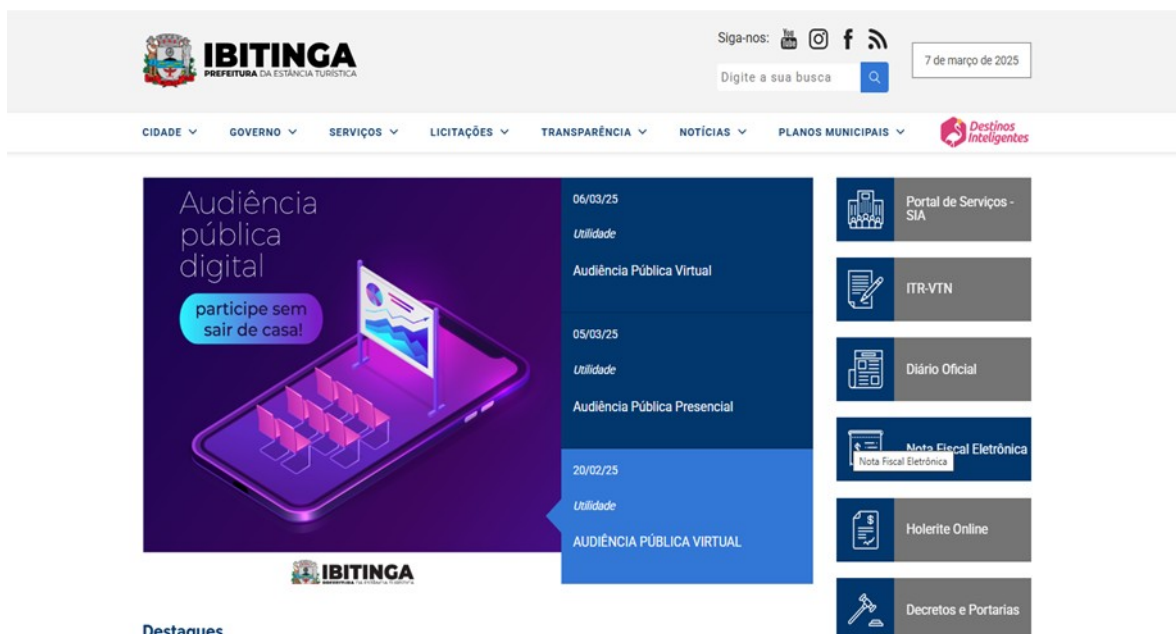 IBITINGA
PREFEITURA DA ESTÂNCIA TURÍSTICA
Siga-nos:
You
Tube
Digite a sua busca
7 de março de 2025
CIDADE
GOVERNO
SERVIÇOS
LICITAÇÕES
TRANSPARÊNCIA
NOTÍCIAS
PLANOS MUNICIPAIS
Destinos
Inteligentes
Audiência
pública
digital
participe sem
sair de casa!
IBITINGA
06/03/25
Utilidade
Audiência Pública Virtual
05/03/25
Utilidade
Audiência Pública Presencial
20/02/25
Utilidade
AUDIÊNCIA PÚBLICA VIRTUAL
Portal de Serviços -
SIA
ITR-VTN
Diário Oficial
Nota Fiscal Eletrônica
Nota Fiscal Eletrônica
Holerite Online
Decretos e Portarias
Destaques